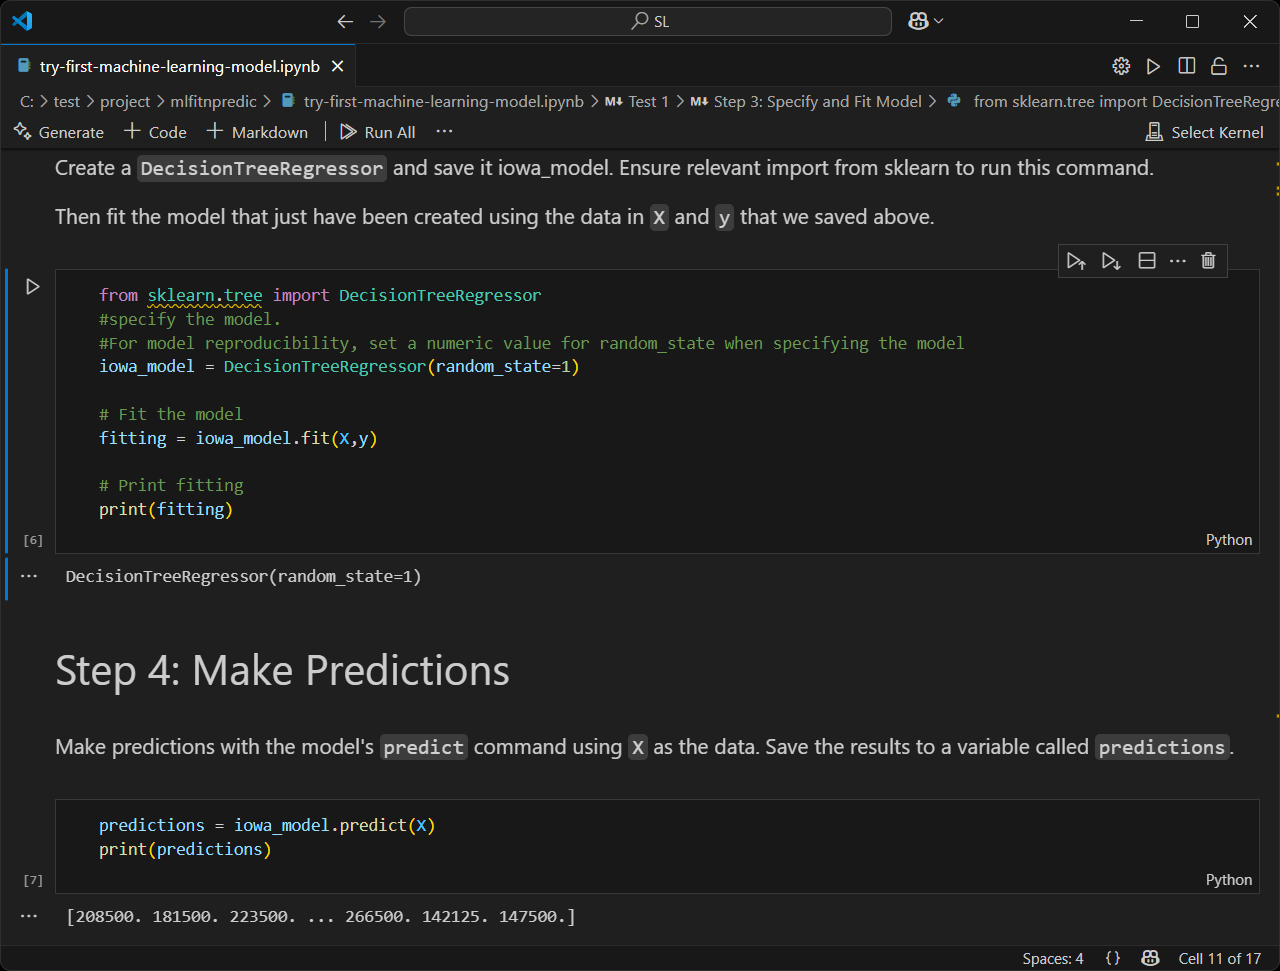 SL
try-first-machine-learning-model.ipynb
C: > test > project > mlfitnpredic > try-first-machine-learning-model.ipynb > M↓ Test 1 > M↓ Step 3: Specify and Fit Model > from sklearn.tree import DecisionTreeRegre
Generate + Code + Markdown | Run All ··· Select Kernel
Create a DecisionTreeRegressor and save it iowa_model. Ensure relevant import from sklearn to run this command.
Then fit the model that just have been created using the data in X and y that we saved above.
from sklearn.tree import DecisionTreeRegressor
#specify the model.
#For model reproducibility, set a numeric value for random_state when specifying the model
iowa_model = DecisionTreeRegressor(random_state=1)
# Fit the model
fitting = iowa_model.fit(X,y)
# Print fitting
print(fitting)
[6] Python
DecisionTreeRegressor(random_state=1)
Step 4: Make Predictions
Make predictions with the model's predict command using X as the data. Save the results to a variable called predictions.
predictions = iowa_model.predict(X)
print(predictions)
[7] Python
[208500. 181500. 223500. ... 266500. 142125. 147500.]
Spaces: 4 {} Cell 11 of 17